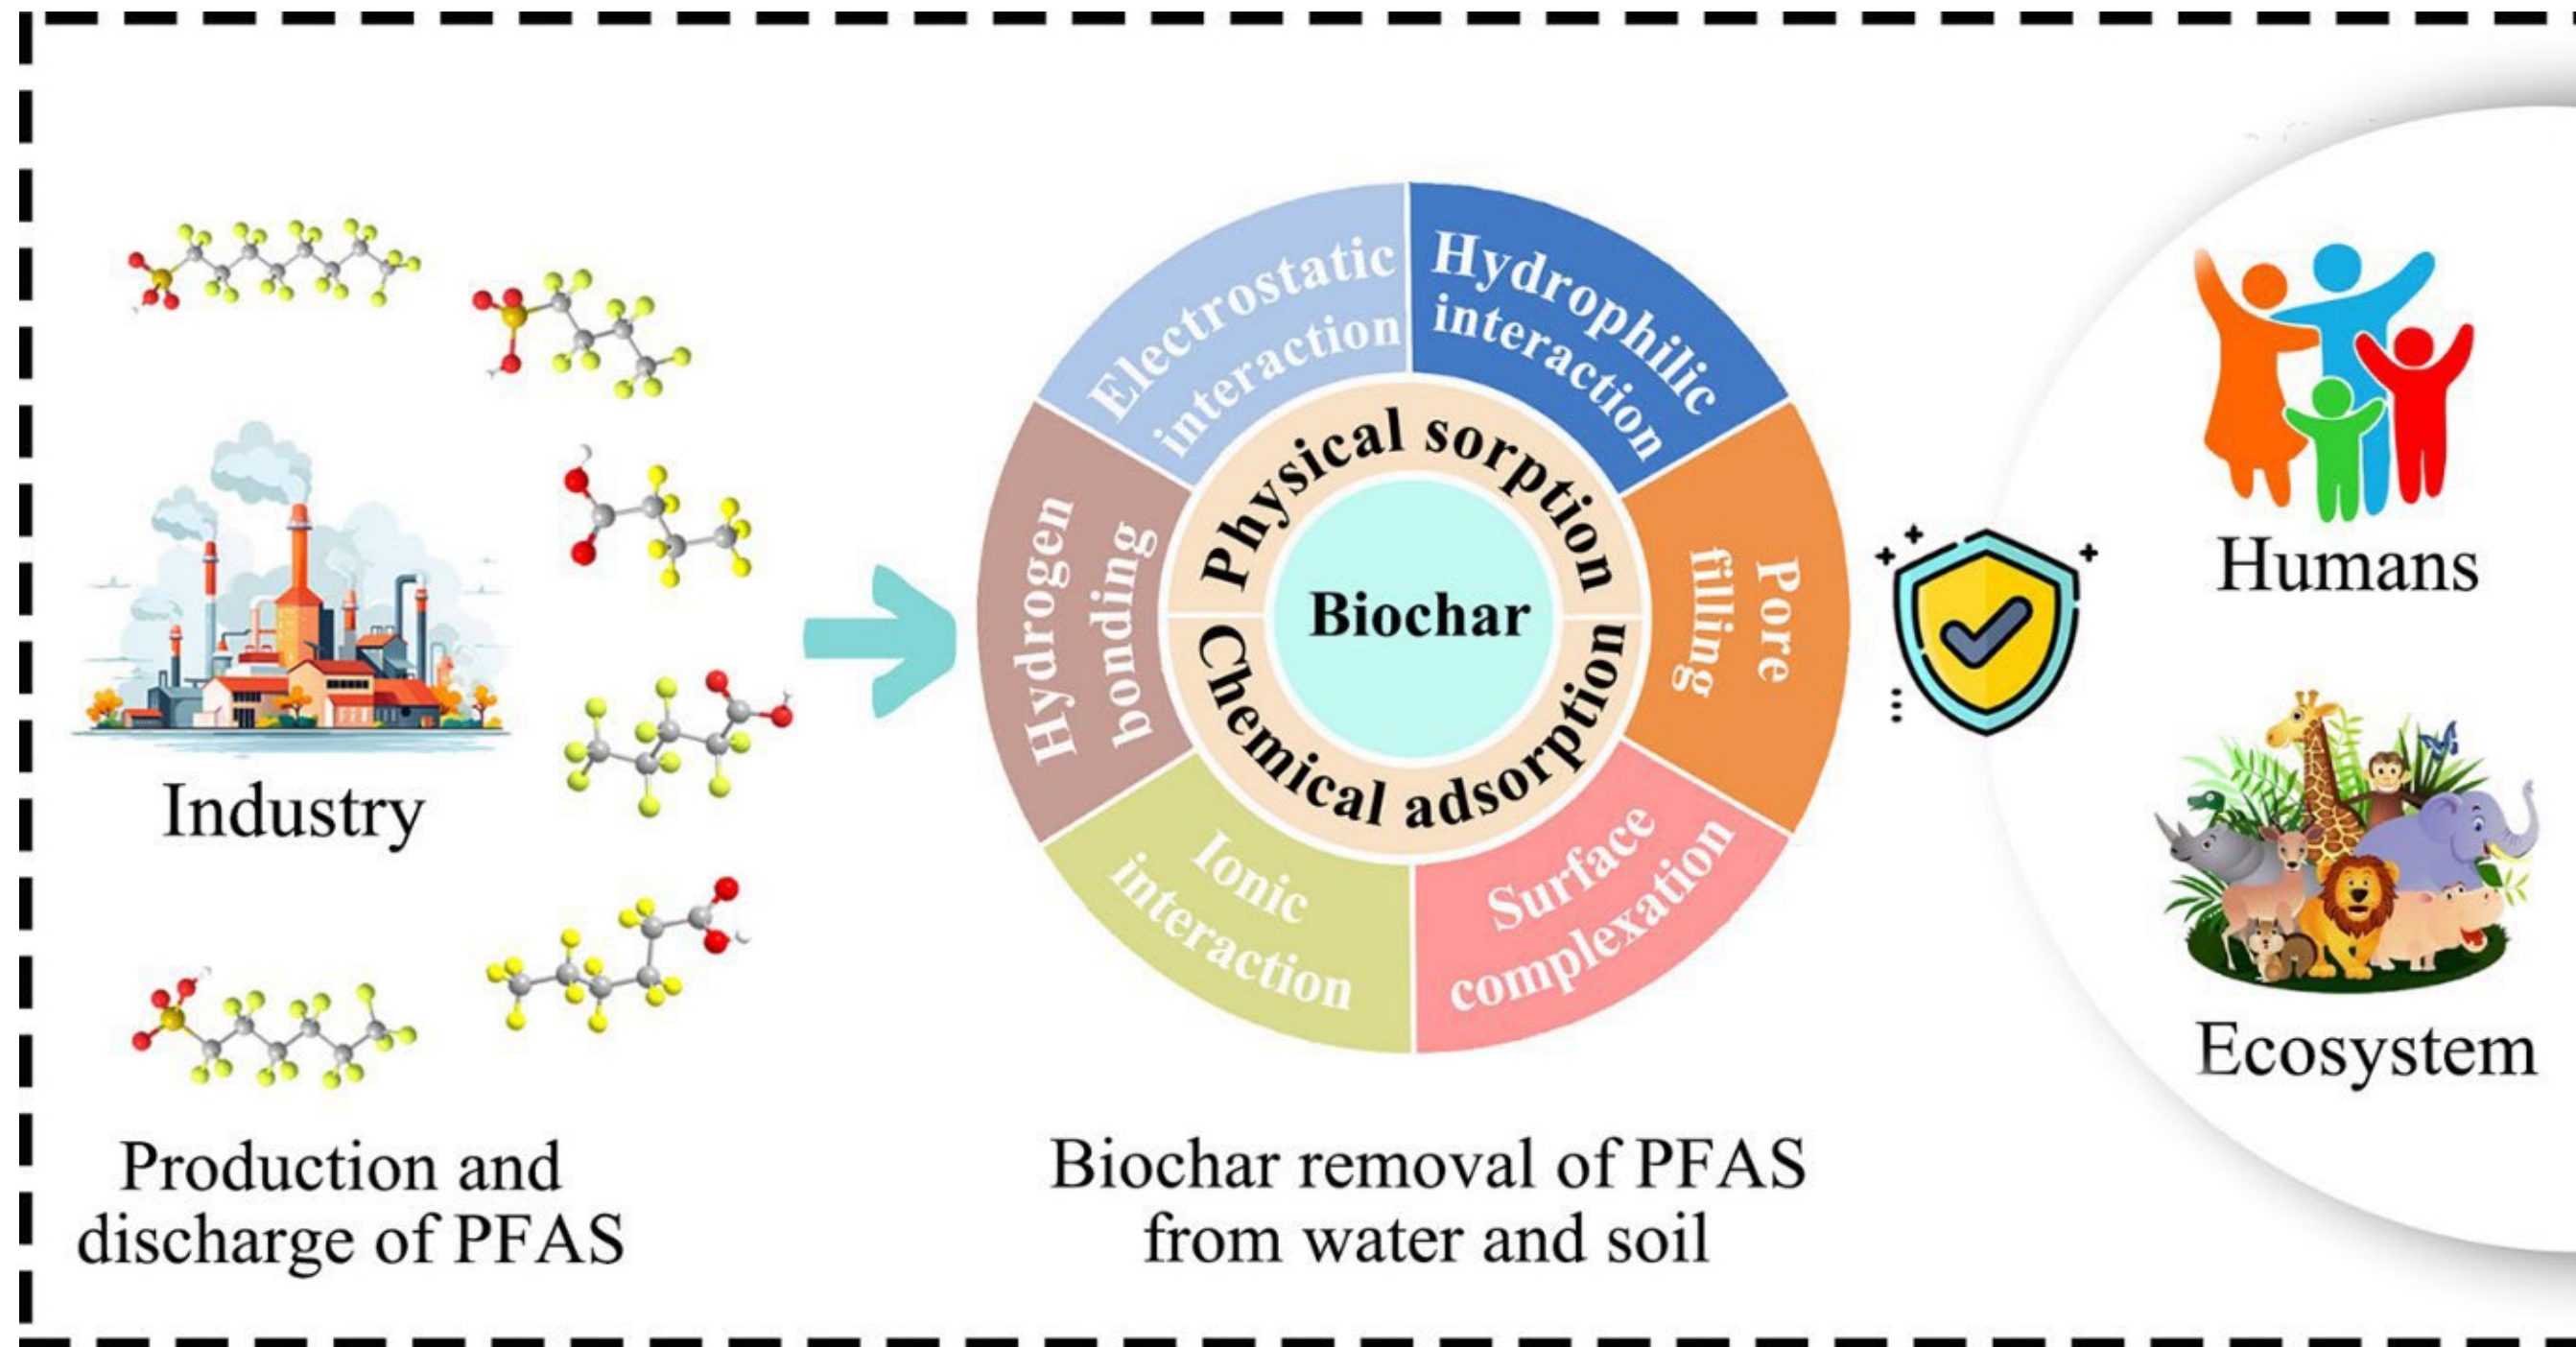 Industry
Production and
discharge of PFAS
Electrostatic
interaction
Hydrophilic
interaction
Pore
filling
Surface
complexation
Ionic
interaction
Hydrogen
bonding
Physical sorption
Chemical adsorption
Biochar
Biochar removal of PFAS
from water and soil
Humans
Ecosystem